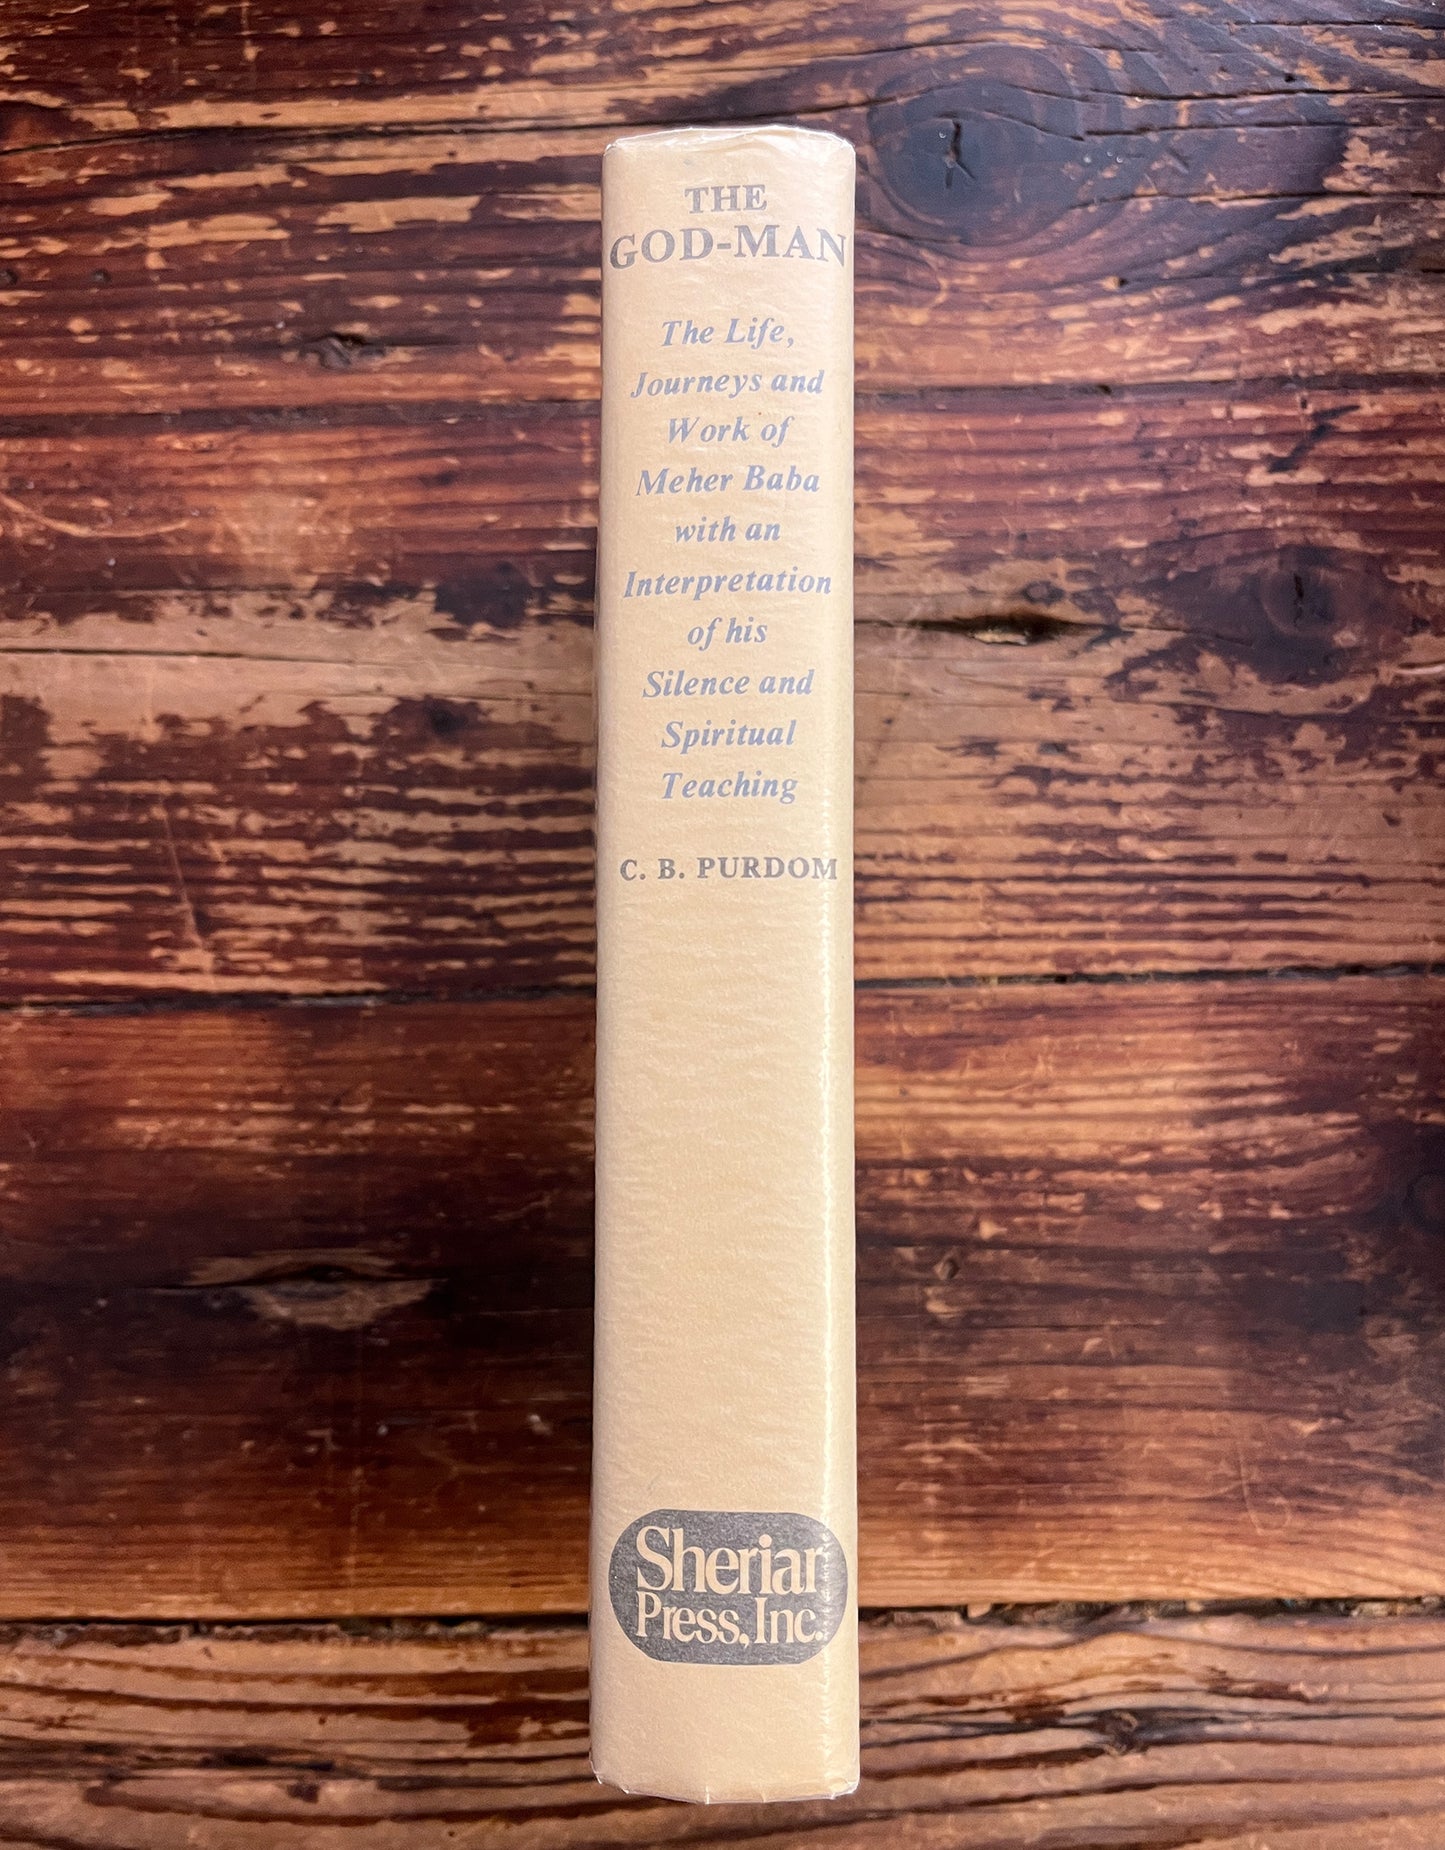 THE
GOD-MAN
The Life,
Journeys and
Work of
Meher Baba
with an
Interpretation
of his
Silence and
Spiritual
Teaching
C. B. PURDOM
Sheriar
Press, Inc.